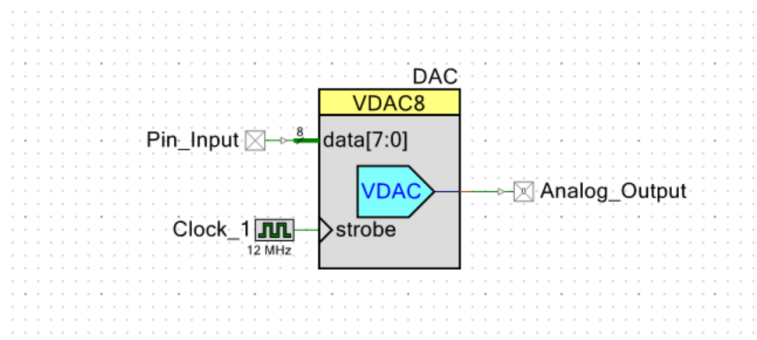 DAC
VDAC8
Pin_Input
8
data[7:0]
VDAC
Analog_Output
Clock_1
strobe
12 MHz